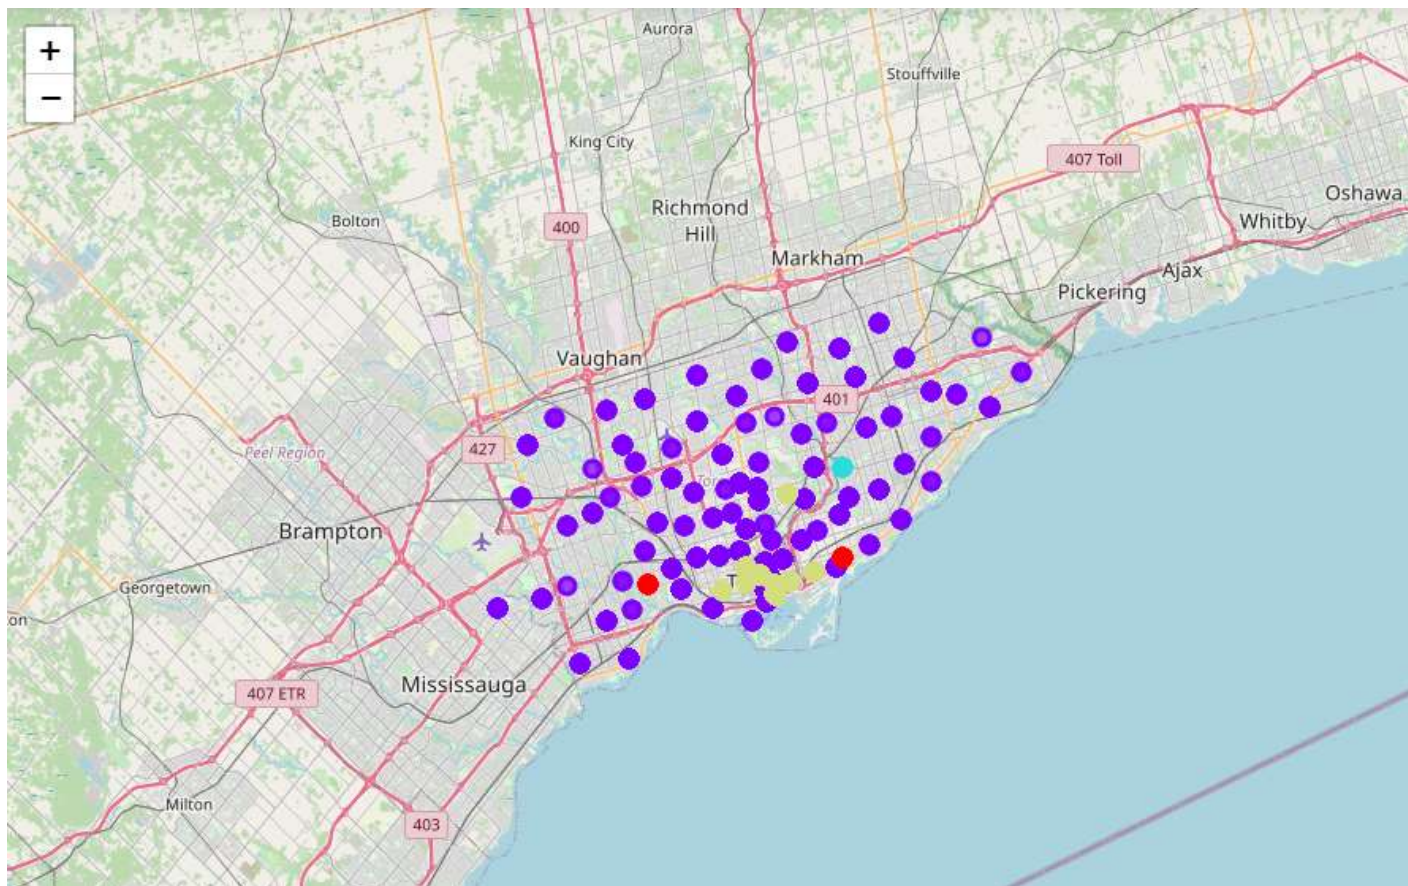 +
−
Aurora
Stouffville
King City
407 Toll
Oshawa
Richmond
Hill
Bolton
400
Whitby
Markham
Ajax
Pickering
Vaughan
401
427
Peel Region
Brampton
Georgetown
on
Mississauga
407 ETR
Milton
403